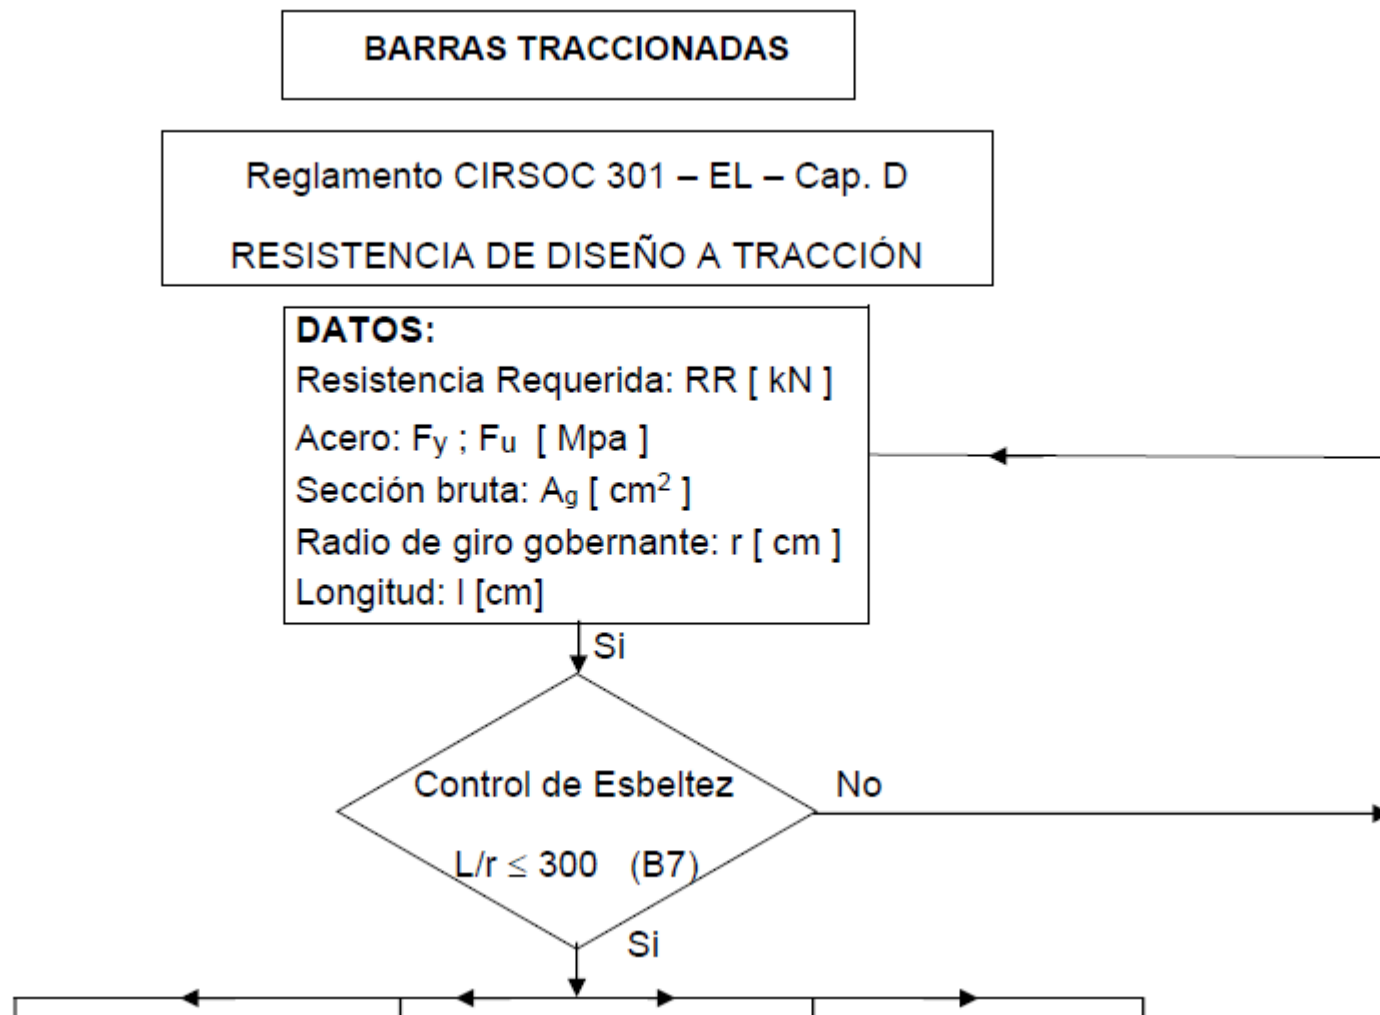 BARRAS TRACCIONADAS
Reglamento CIRSOC 301 – EL – Cap. D
RESISTENCIA DE DISEÑO A TRACCIÓN
DATOS:
Resistencia Requerida: RR [ kN ]
Acero: Fy ; Fu [ Mpa ]
Sección bruta: Ag [ cm² ]
Radio de giro gobernante: r [ cm ]
Longitud: l [cm]
Si
Control de Esbeltez
No
L/r ≤ 300 (B7)
Si